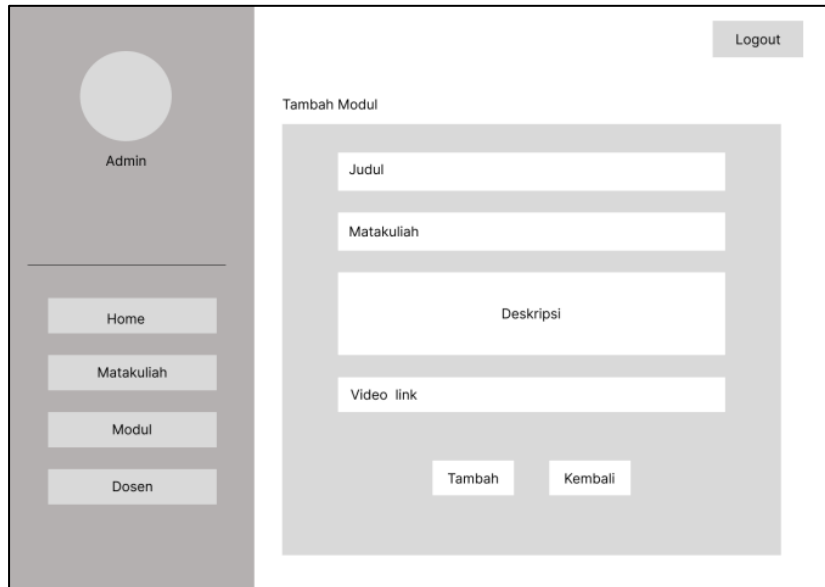 Logout
Admin
Home
Matakuliah
Modul
Dosen
Tambah Modul
Judul
Matakuliah
Deskripsi
Video link
Tambah
Kembali